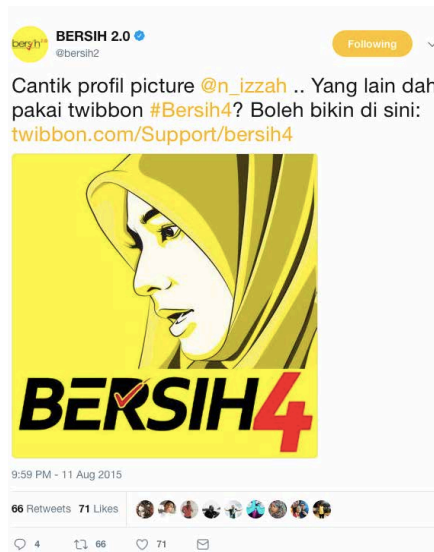 bersih
BERSIH 2.0
@bersih2
Following
Cantik profil picture @n_izzah .. Yang lain dah
pakai twibbon #Bersih4? Boleh bikin di sini:
twibbon.com/Support/bersih4
BERSIH4
9:59 PM - 11 Aug 2015
66 Retweets 71 Likes
4 66 71